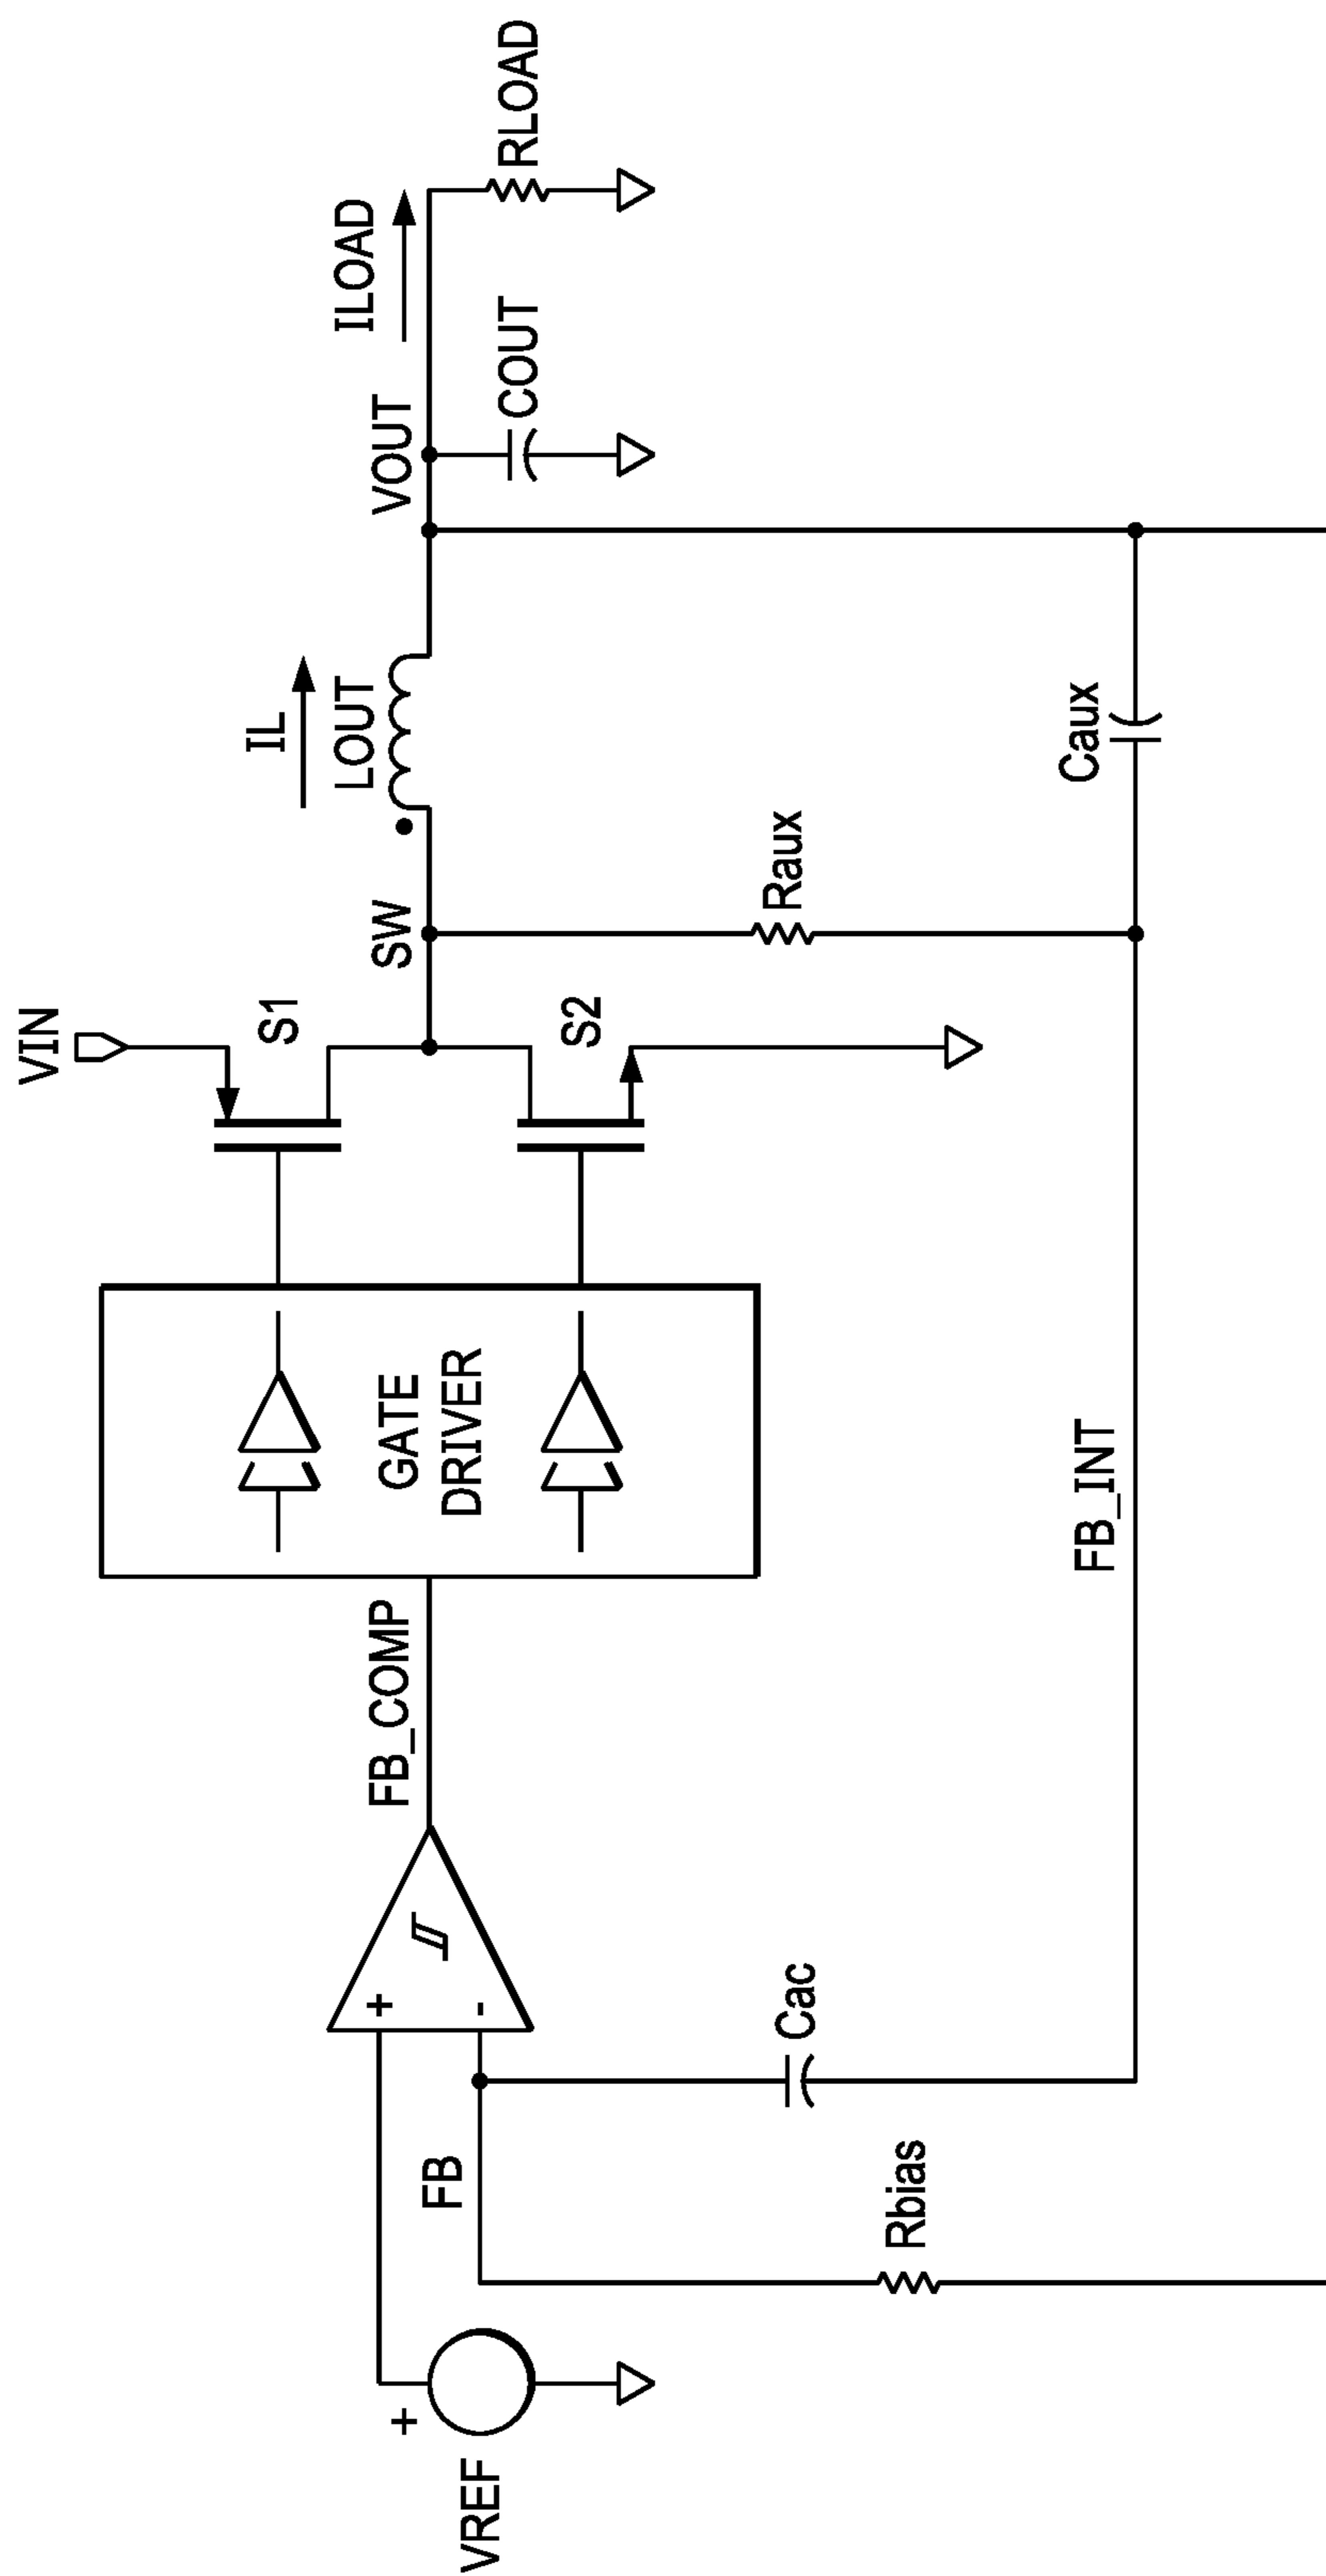 VIN
IL
ILOAD
S1
LOUT
FB_COMP
SW
VOUT
+
+
-
GATE
DRIVER
FB
VREF
COUT
RLOAD
S2
Cac
Raux
Rbias
Caux
FB_INT